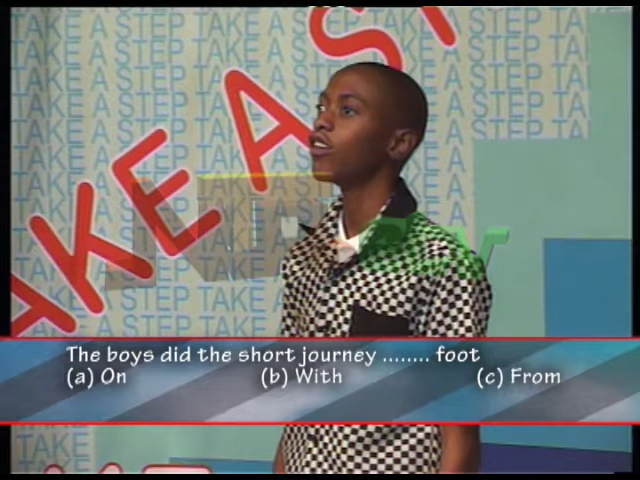 TAKE A STEP
The boys did the short journey ........ foot
(a) On (b) With (c) From